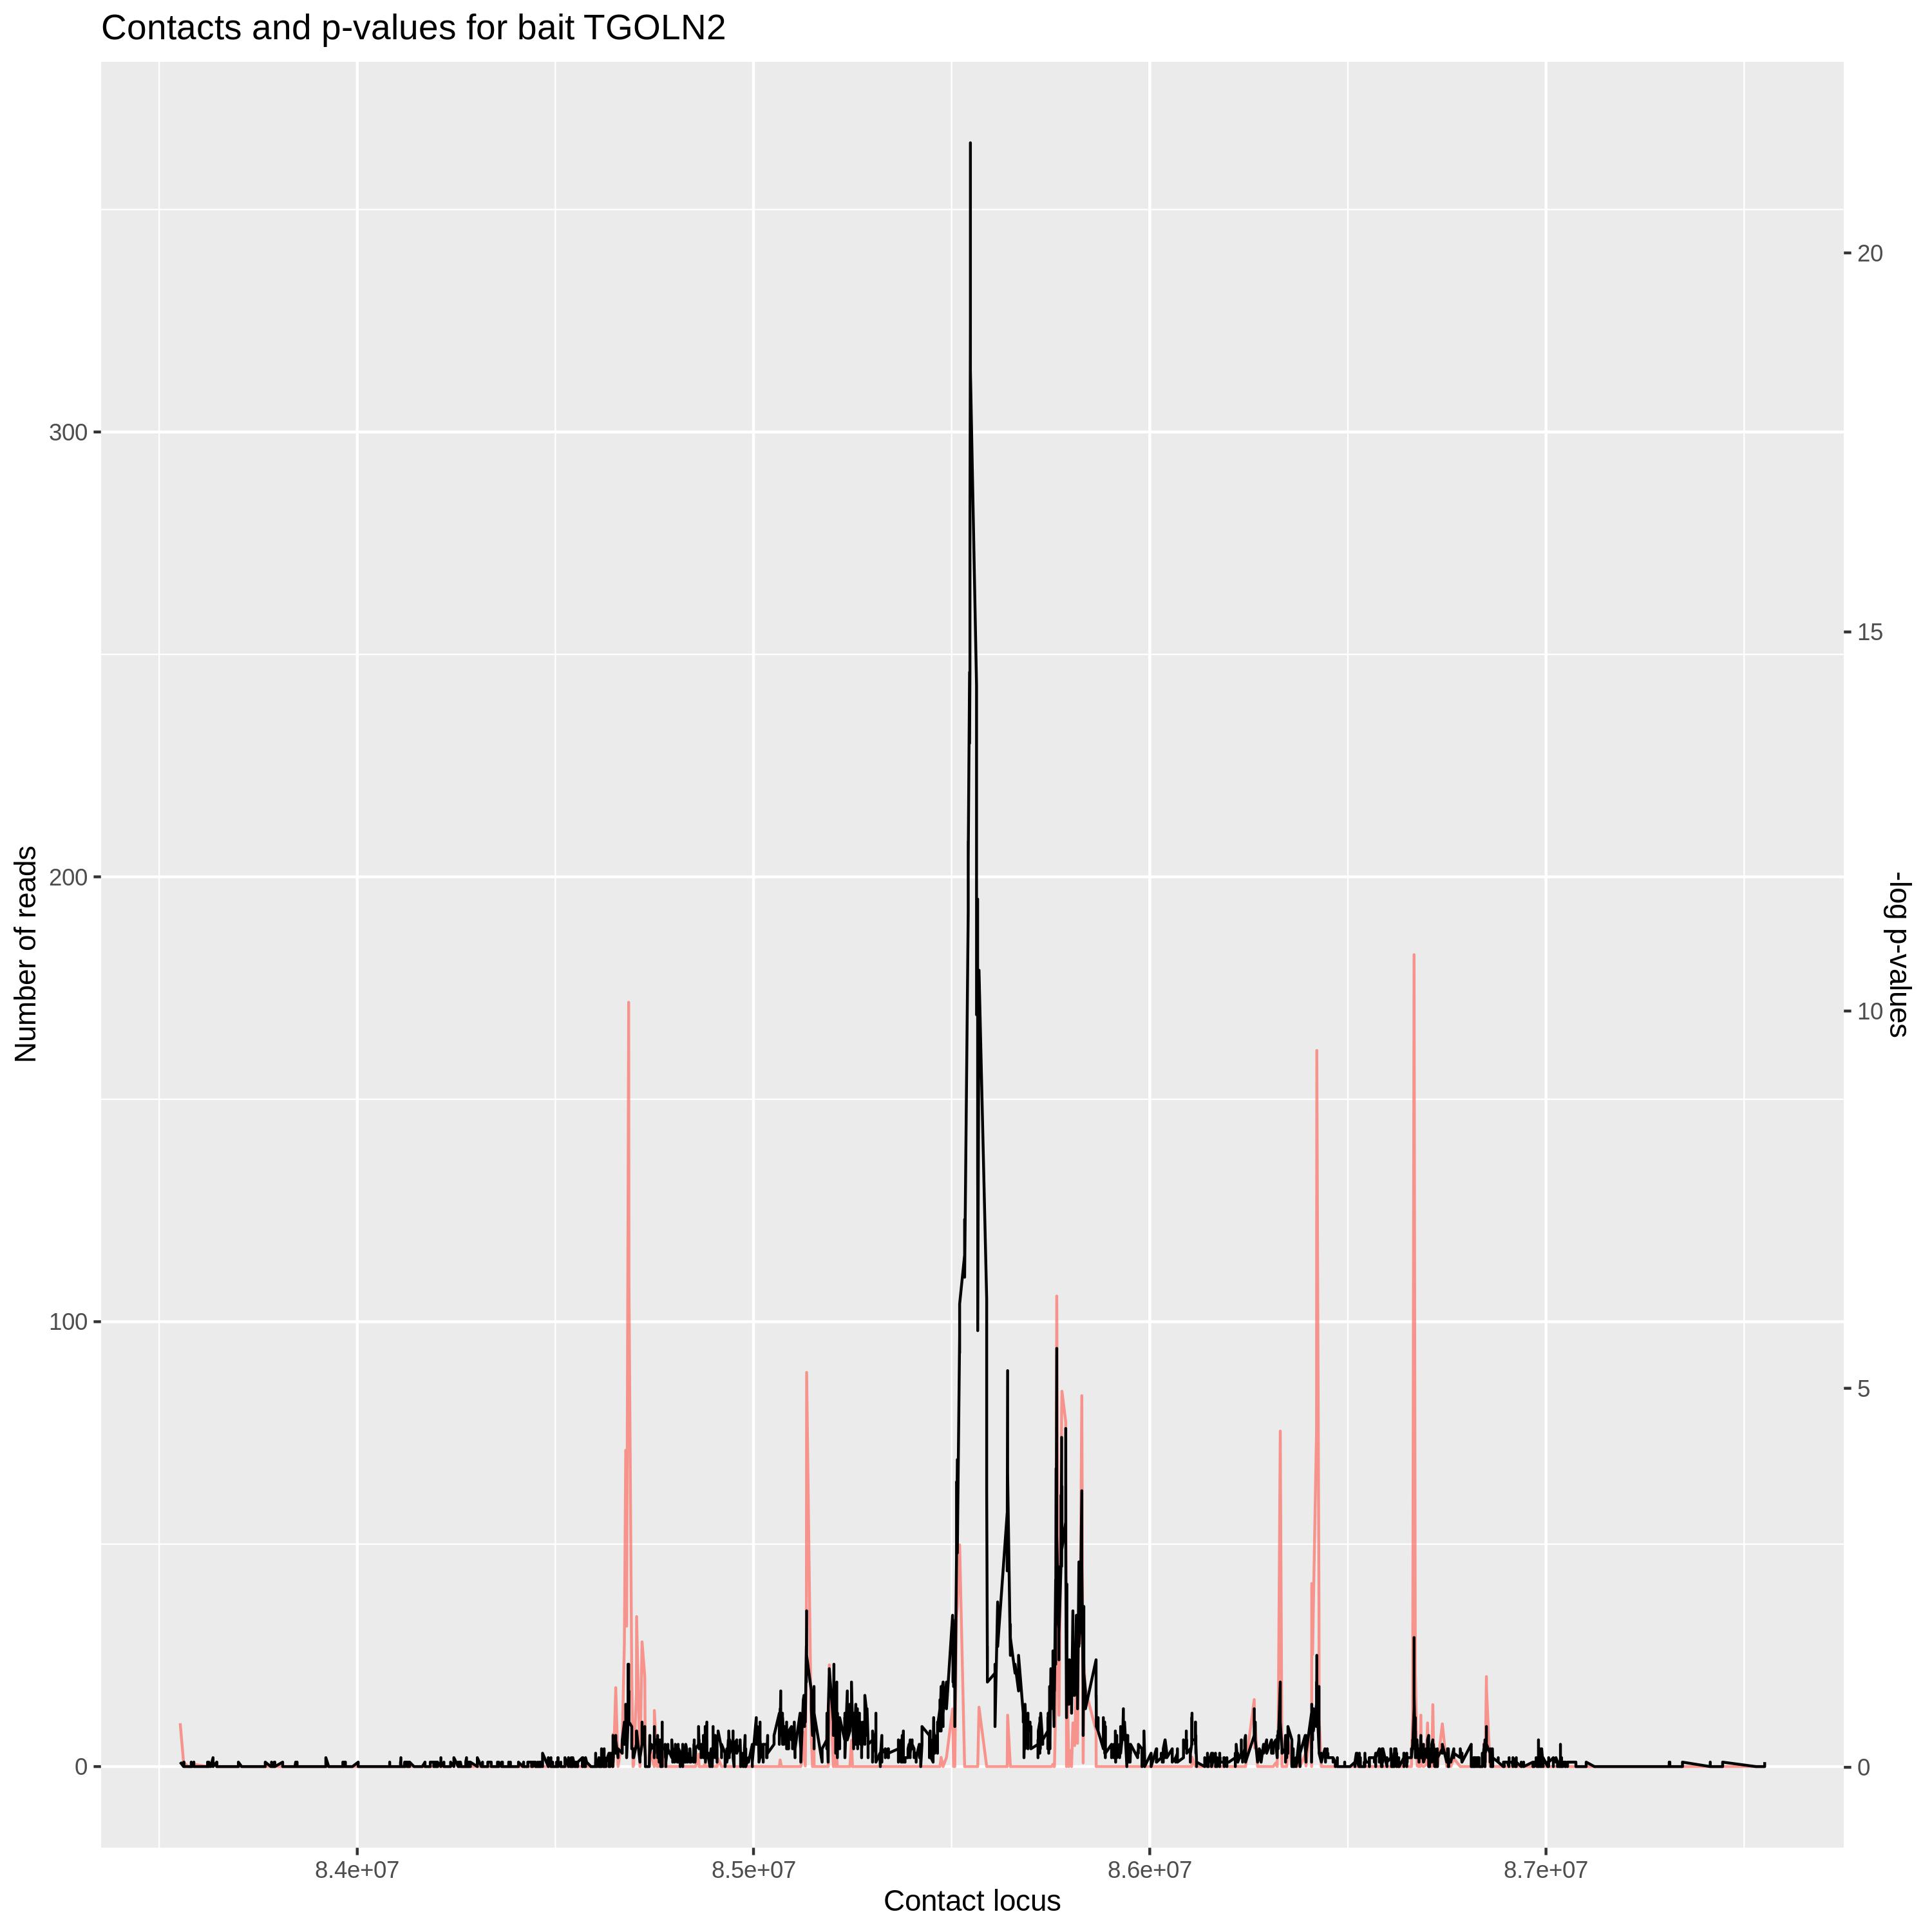 Contacts and p-values for bait TGOLN2
Number of reads
300
200
100
0
20
15
10
5
0
-log p-values
8.4e+07
8.5e+07
8.6e+07
8.7e+07
Contact locus